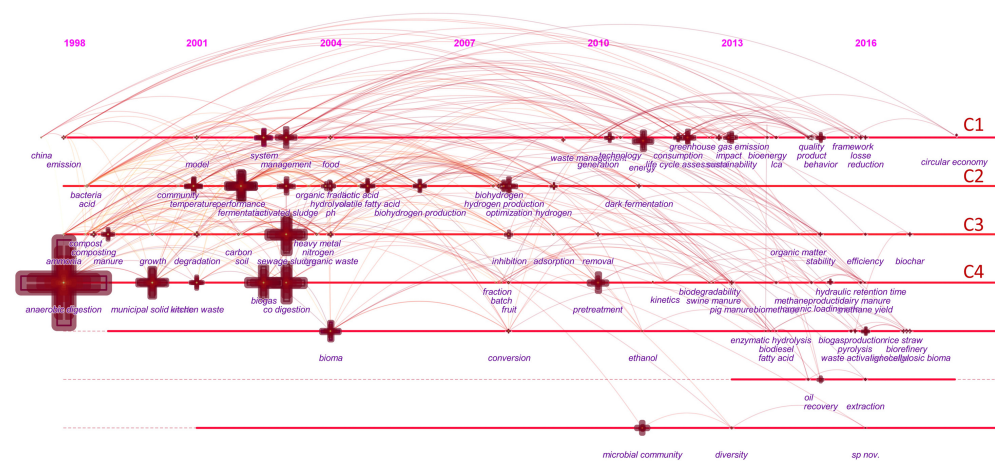 1998 2001 2004 2007 2010 2013 2016
C1
china
emission
model
system
management
food
waste management
technology
generation
energy
greenhouse gas emission
consumption
impact
life cycle assessment
sustainability
bioenergy
lca
quality
product
behavior
framework
losse
reduction
circular economy
C2
bacteria
acid
community
temperature
performance
fermentation
activated sludge
organic fraction
lactic acid
hydrolysis
volatile fatty acid
ph
biohydrogen production
biohydrogen
hydrogen production
optimization
hydrogen
dark fermentation
C3
compost
composting
ammonia
manure
growth
degradation
carbon
soil
sewage sludge
heavy metal
nitrogen
organic waste
inhibition
adsorption
removal
organic matter
stability
efficiency
biochar
C4
anaerobic digestion
municipal solid waste
kitchen waste
biogas
co digestion
fraction
batch
fruit
pretreatment
kinetics
biodegradability
swine manure
pig manure
biomethane
hydraulic retention time
methane production
dairy manure
organic loading
methane yield
bioma
conversion
ethanol
enzymatic hydrolysis
biodiesel
fatty acid
biogas production
rice straw
pyrolysis
biorefinery
waste activated
lignocellulosic bioma
oil
recovery
extraction
microbial community
diversity
sp nov.